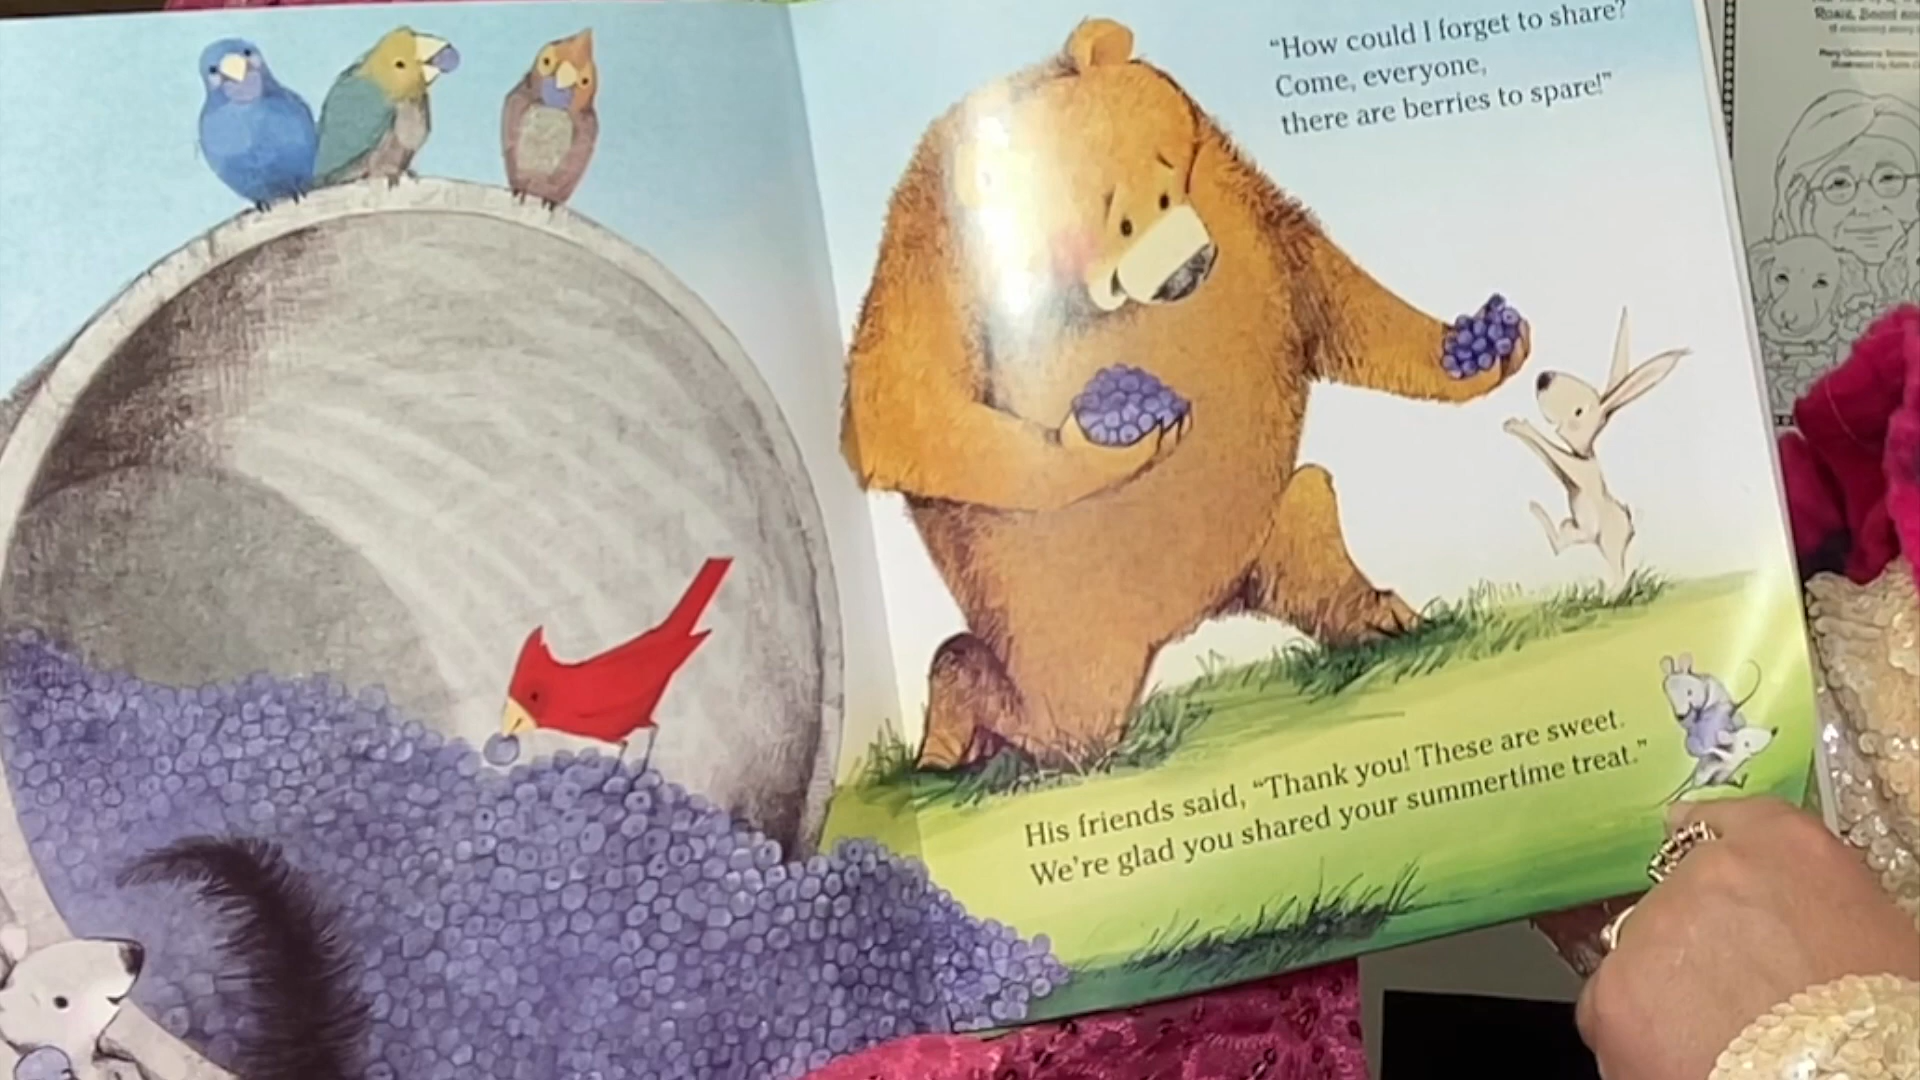 "How could I forget to share?
Come, everyone,
there are berries to spare!"
His friends said, "Thank you! These are sweet.
We're glad you shared your summertime treat."